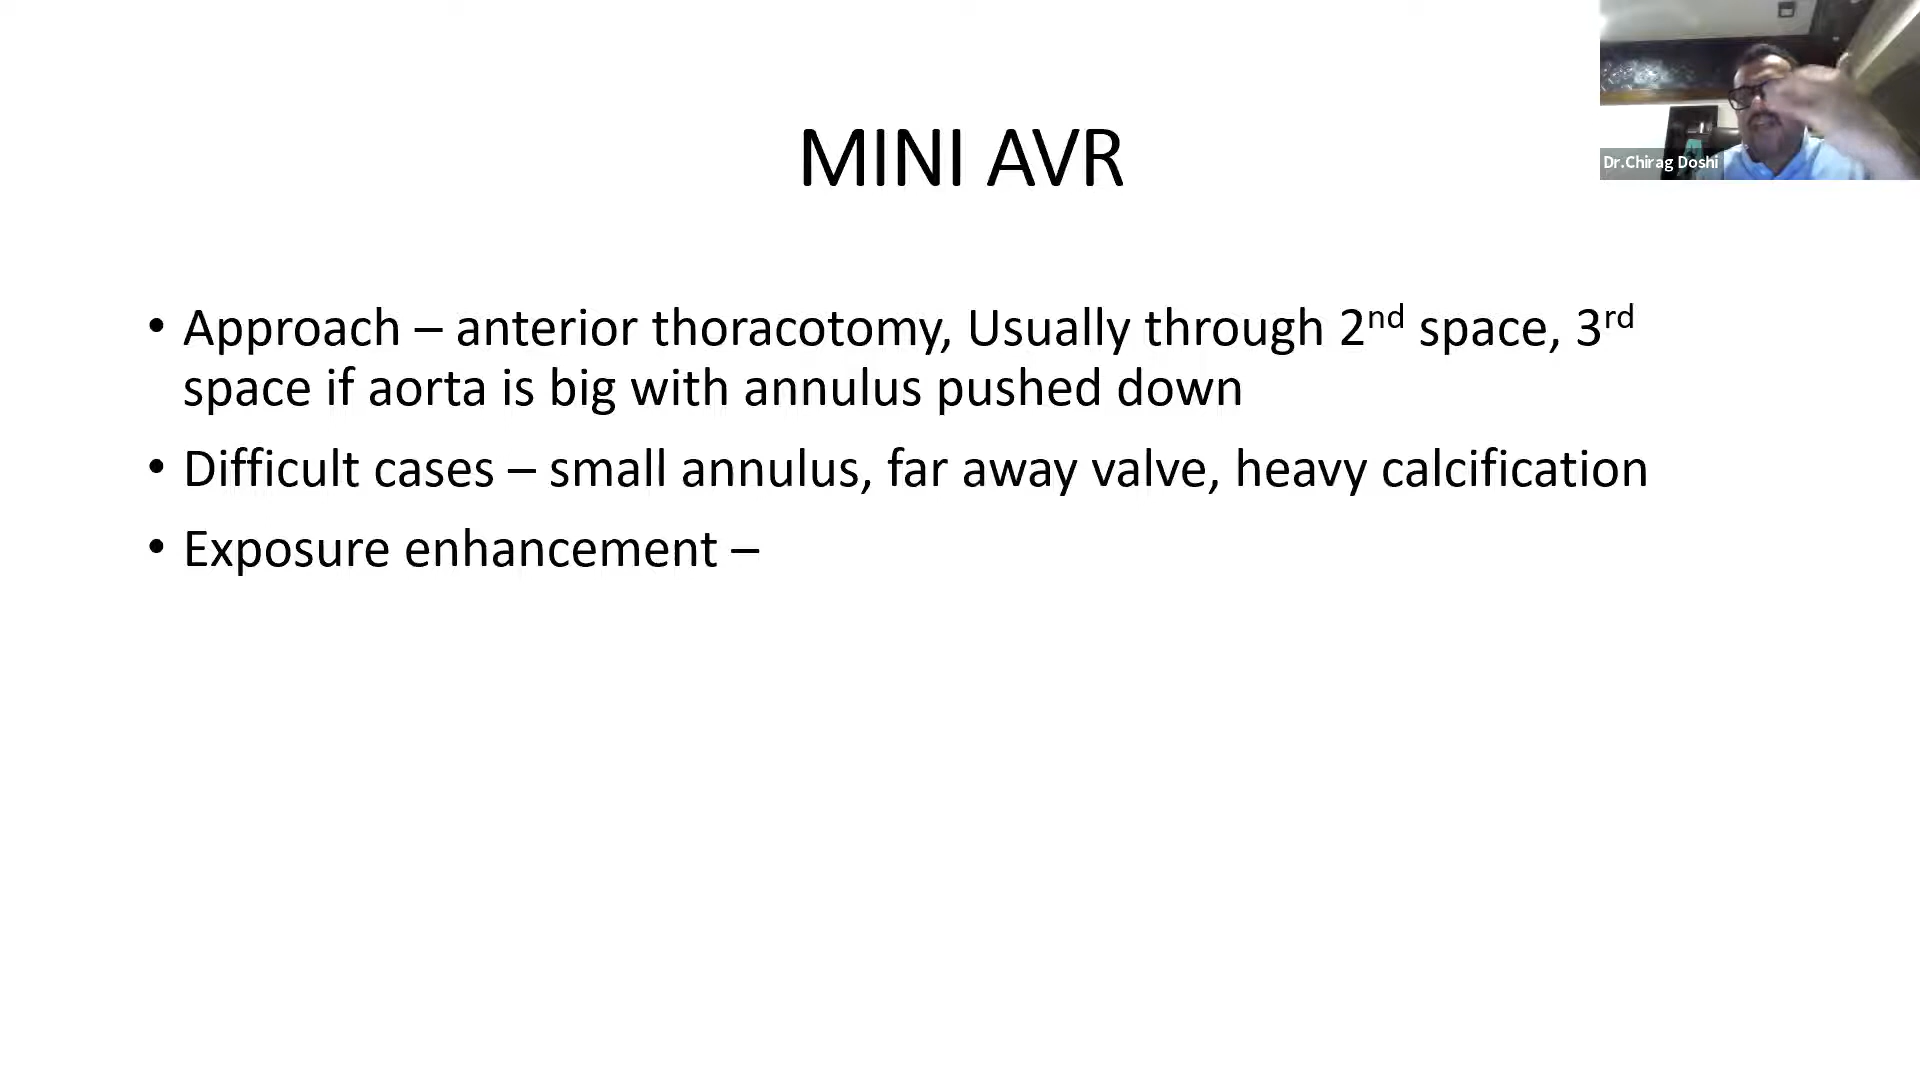 Dr.Chirag Doshi
MINI AVR
• Approach – anterior thoracotomy, Usually through 2nd space, 3rd
space if aorta is big with annulus pushed down
• Difficult cases – small annulus, far away valve, heavy calcification
• Exposure enhancement –